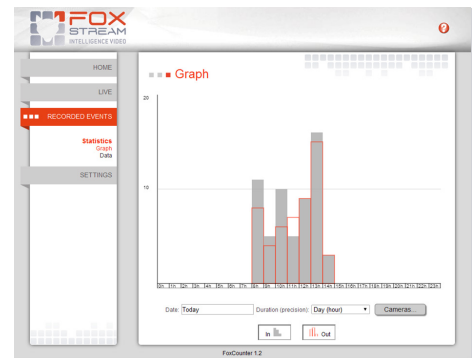 FOX
STREAM
INTELLIGENCE VIDEO
?
HOME
LIVE
RECORDED EVENTS
Statistics
Graph
Data
SETTINGS
Graph
20
10
0h 1h 2h 3h 4h 5h 6h 7h 8h 9h 10h 11h 12h 13h 14h 15h 16h 17h 18h 19h 20h 21h 22h 23h
Date: Today Duration (precision): Day (hour) Cameras...
In Out
FoxCounter 1.2